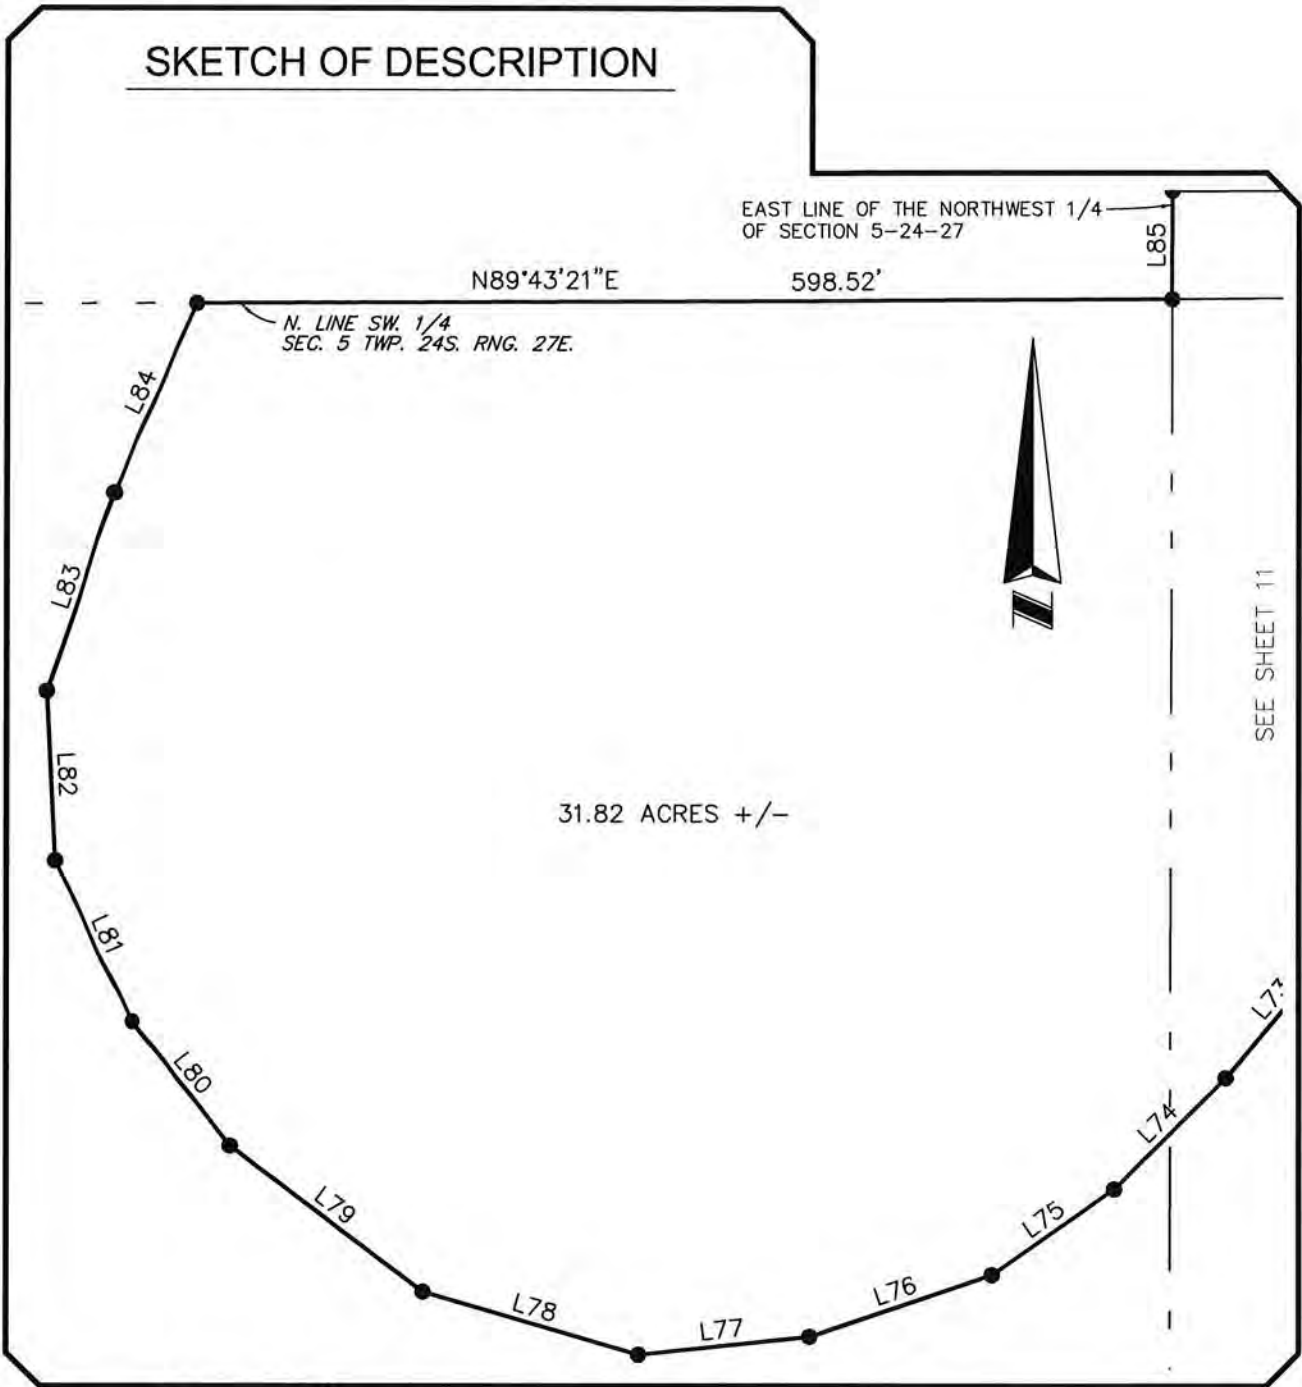 SKETCH OF DESCRIPTION
EAST LINE OF THE NORTHWEST 1/4
OF SECTION 5-24-27
L85
N89°43'21"E 598.52'
N. LINE SW. 1/4
SEC. 5 TWP. 24S. RNG. 27E.
L84
N
L83
SEE SHEET 11
L82
31.82 ACRES +/-
L81
L73
L80
L74
L79
L75
L76
L78
L77